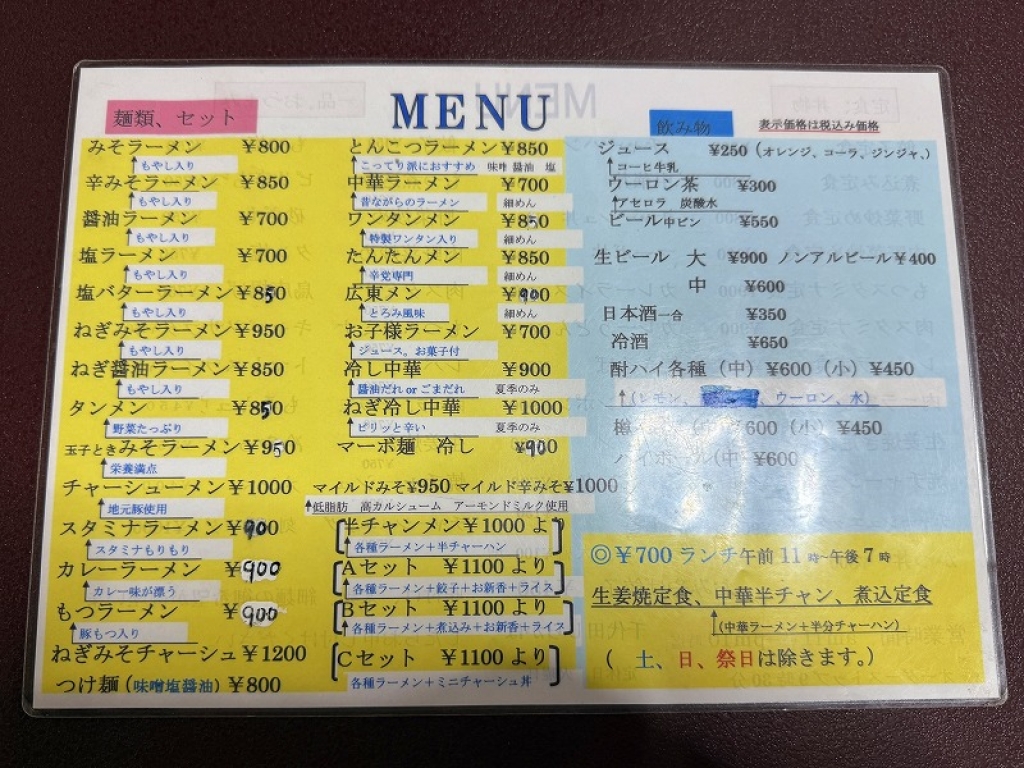 MENU
麺類、セット
みそラーメン ¥800
もやし入り
辛みそラーメン ¥850
もやし入り
醤油ラーメン ¥700
もやし入り
塩ラーメン ¥700
もやし入り
塩バターラーメン ¥850
もやし入り
ねぎみそラーメン ¥950
もやし入り
ねぎ醤油ラーメン ¥850
もやし入り
タンメン ¥850
野菜たっぷり
玉子ときみそラーメン ¥950
栄養満点
チャーシューメン ¥1000
地元豚使用
スタミナラーメン ¥900
スタミナもりもり
カレーラーメン ¥900
カレー味が漂う
もつラーメン ¥900
豚もつ入り
ねぎみそチャーシュ ¥1200
つけ麺(味噌塩醤油) ¥800
とんこつラーメン ¥850
こってり派におすすめ 味噌 醤油 塩
中華ラーメン ¥700
昔ながらのラーメン 細めん
ワンタンメン ¥850
特製ワンタン入り 細めん
たんたんメン ¥850
辛党専門 細めん
広東メン ¥900
とろみ風味 細めん
お子様ラーメン ¥700
ジュース。お菓子付
冷し中華 ¥900
醤油だれ or ごまだれ 夏季のみ
ねぎ冷し中華 ¥1000
ピリッと辛い 夏季のみ
マーボ麺 冷し ¥900
マイルドみそ¥950 マイルド辛みそ¥1000
低脂肪 高カルシューム アーモンドミルク使用
半チャンメン ¥1000 より
各種ラーメン+半チャーハン
Aセット ¥1100 より
各種ラーメン+餃子+お新香+ライス
Bセット ¥1100 より
各種ラーメン+煮込み+お新香+ライス
Cセット ¥1100 より
各種ラーメン+ミニチャーシュ丼
飲み物
表示価格は税込み価格
ジュース ¥250(オレンジ、コーラ、ジンジャ、)
コーヒ牛乳
ウーロン茶 ¥300
アセロラ 炭酸水
ビール中ビン ¥550
生ビール 大 ¥900 ノンアルビール¥400
中 ¥600
日本酒一合 ¥350
冷酒 ¥650
酎ハイ各種(中)¥600(小)¥450
(レモン、 、ウーロン、水)
樽 (中)¥600(小)¥450
ハイボール(中) ¥600
◎¥700 ランチ午前 11 時~午後 7 時
生姜焼定食、中華半チャン、煮込定食
(中華ラーメン+半分チャーハン)
( 土、日、祭日は除きます。)